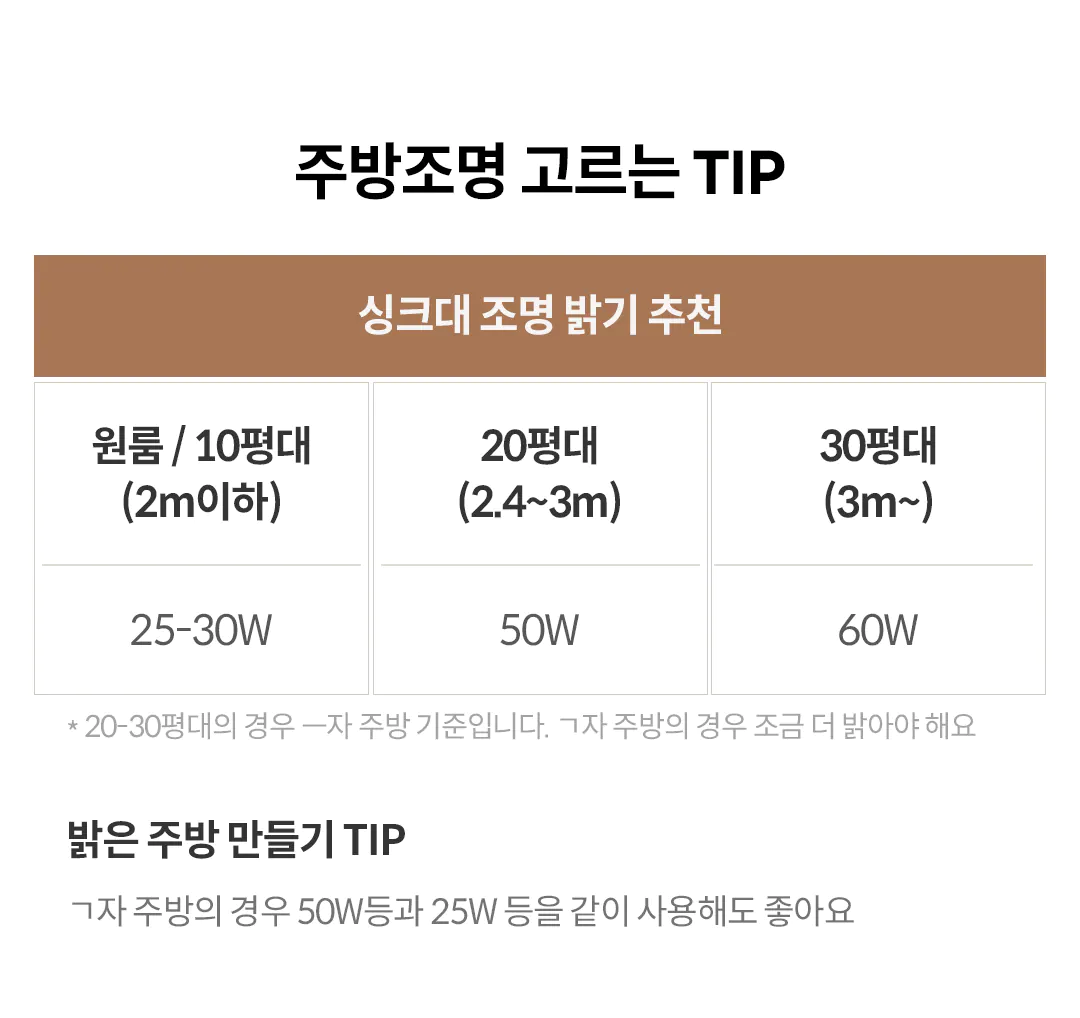 주방조명 고르는 TIP
싱크대 조명 밝기 추천
원룸 / 10평대
(2m이하)
20평대
(2.4~3m)
30평대
(3m~)
25-30W
50W
60W
* 20-30평대의 경우 ㅡ자 주방 기준입니다. ㄱ자 주방의 경우 조금 더 밝아야 해요
밝은 주방 만들기 TIP
ㄱ자 주방의 경우 50W등과 25W 등을 같이 사용해도 좋아요